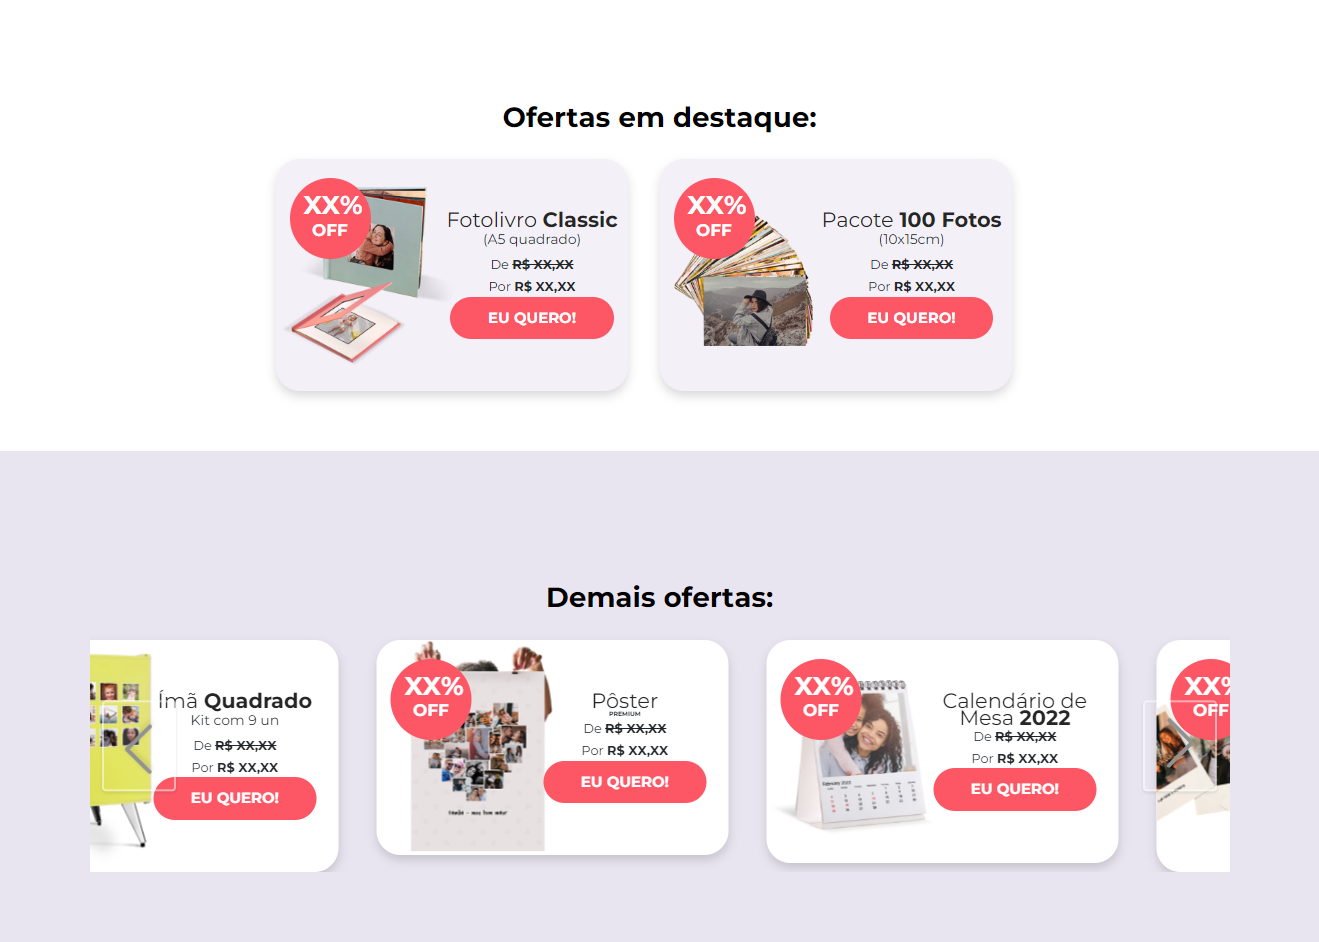 Ofertas em destaque:
XX%
OFF
Fotolivro Classic
(A5 quadrado)
De R$ XX,XX
Por R$ XX,XX
EU QUERO!
XX%
OFF
Pacote 100 Fotos
(10x15cm)
De R$ XX,XX
Por R$ XX,XX
EU QUERO!
Demais ofertas:
Ímã Quadrado
Kit com 9 un
De R$ XX,XX
Por R$ XX,XX
EU QUERO!
XX%
OFF
Pôster
PREMIUM
De R$ XX,XX
Por R$ XX,XX
EU QUERO!
XX%
OFF
Calendário de
Mesa 2022
De R$ XX,XX
Por R$ XX,XX
EU QUERO!
February 2022
XX%
OFF